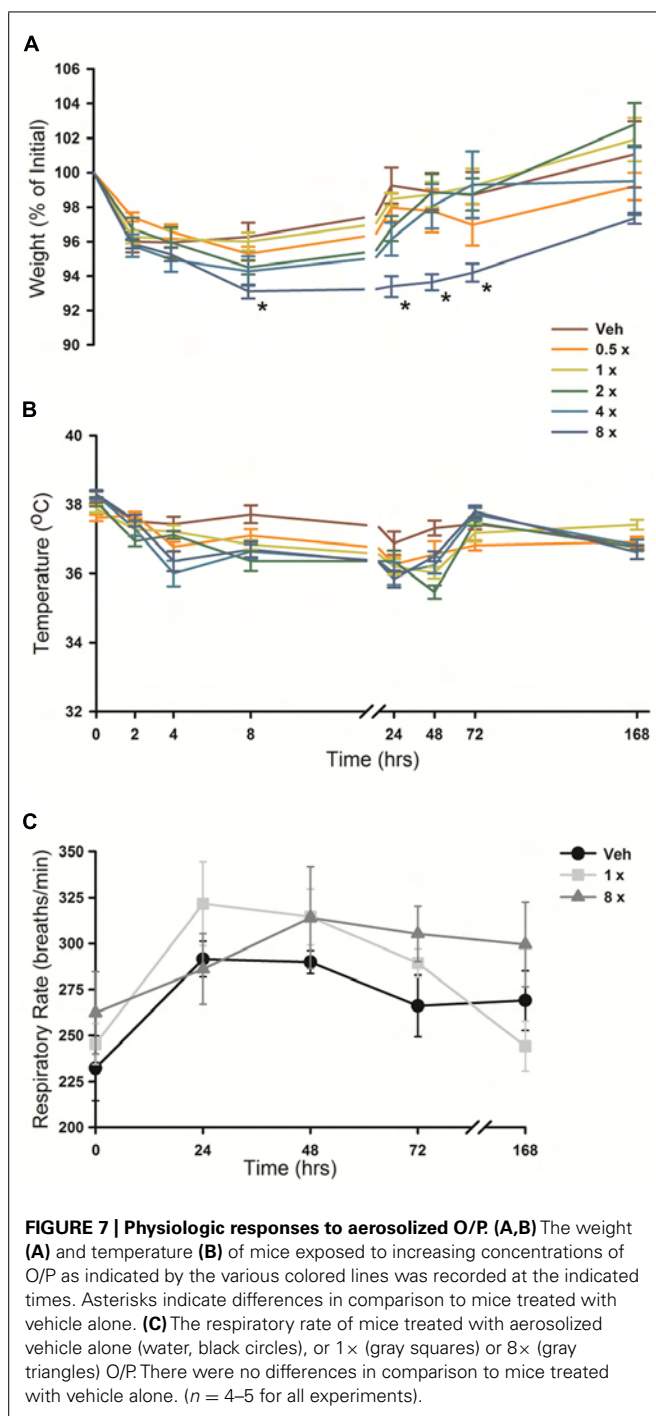 A
106
104
102
100
98
96
94
92
90
Weight (% of Initial)
*
*
*
*
Veh
0.5 x
1 x
2 x
4 x
8 x
B
40
38
36
34
32
Temperature (ºC)
0 2 4 8 24 48 72 168
Time (hrs)
C
350
325
300
275
250
225
200
Respiratory Rate (breaths/min)
Veh
1 x
8 x
0 24 48 72 168
Time (hrs)
FIGURE 7 | Physiologic responses to aerosolized O/P. (A,B) The weight
(A) and temperature (B) of mice exposed to increasing concentrations of
O/P as indicated by the various colored lines was recorded at the indicated
times. Asterisks indicate differences in comparison to mice treated with
vehicle alone. (C) The respiratory rate of mice treated with aerosolized
vehicle alone (water, black circles), or 1× (gray squares) or 8× (gray
triangles) O/P. There were no differences in comparison to mice treated
with vehicle alone. (n = 4–5 for all experiments).